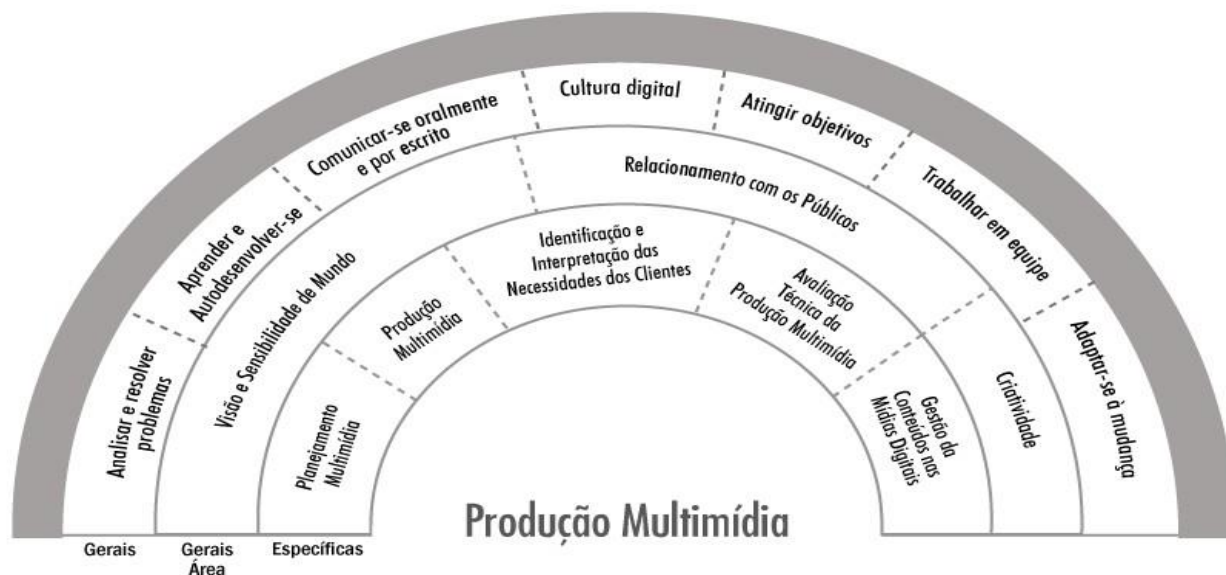 Analisar e resolver
problemas
Aprender e
Autodesenvolver-se
Comunicar-se oralmente
e por escrito
Cultura digital
Atingir objetivos
Trabalhar em equipe
Adaptar-se à mudança
Visão e Sensibilidade de Mundo
Relacionamento com os Públicos
Criatividade
Planejamento
Multimídia
Produção
Multimídia
Identificação e
Interpretação das
Necessidades dos Clientes
Avaliação
Técnica da
Produção Multimídia
Gestão da
Conteúdos nas
Mídias Digitais
Produção Multimídia
Gerais
Gerais
Área
Específicas